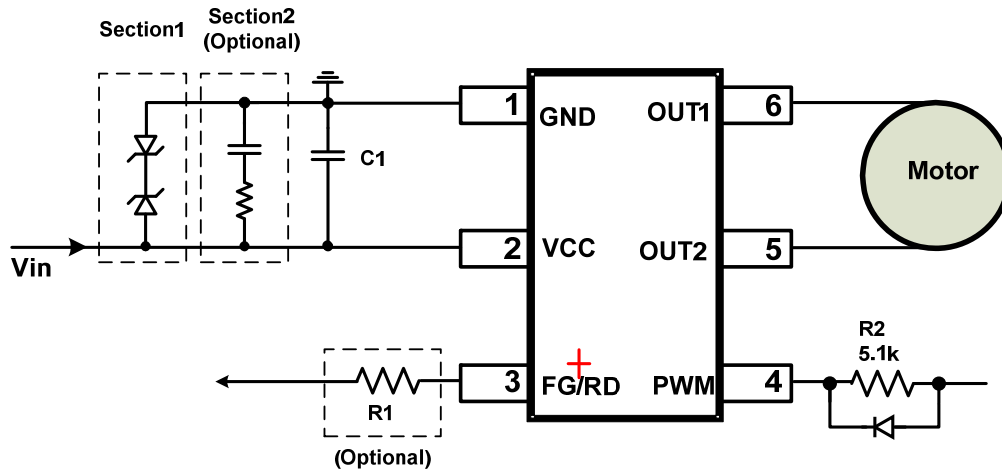 Section1
Section2
(Optional)
1
GND
OUT1
6
C1
Motor
Vin
2
VCC
OUT2
5
R2
5.1k
3
FG/RD
PWM
4
R1
(Optional)